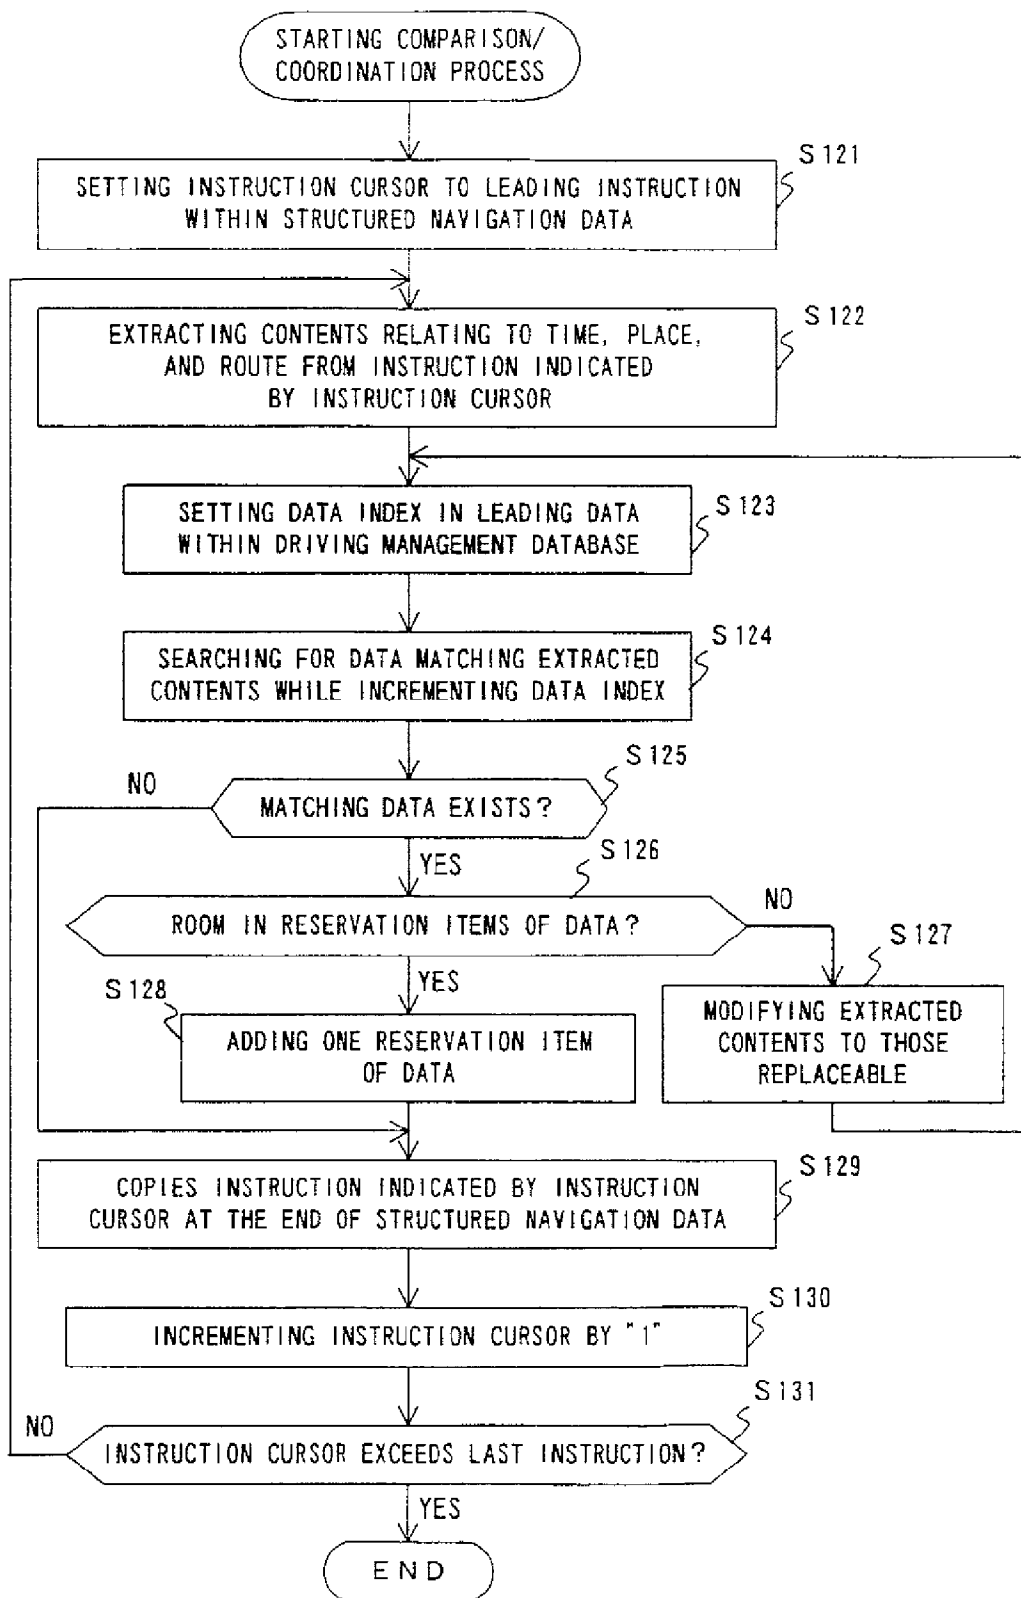 STARTING COMPARISON/
COORDINATION PROCESS
S121
SETTING INSTRUCTION CURSOR TO LEADING INSTRUCTION
WITHIN STRUCTURED NAVIGATION DATA
S122
EXTRACTING CONTENTS RELATING TO TIME, PLACE,
AND ROUTE FROM INSTRUCTION INDICATED
BY INSTRUCTION CURSOR
S123
SETTING DATA INDEX IN LEADING DATA
WITHIN DRIVING MANAGEMENT DATABASE
S124
SEARCHING FOR DATA MATCHING EXTRACTED
CONTENTS WHILE INCREMENTING DATA INDEX
S125
NO
MATCHING DATA EXISTS?
YES
S126
ROOM IN RESERVATION ITEMS OF DATA?
NO
YES
S127
MODIFYING EXTRACTED
CONTENTS TO THOSE
REPLACEABLE
S128
ADDING ONE RESERVATION ITEM
OF DATA
S129
COPIES INSTRUCTION INDICATED BY INSTRUCTION
CURSOR AT THE END OF STRUCTURED NAVIGATION DATA
S130
INCREMENTING INSTRUCTION CURSOR BY "1"
S131
NO
INSTRUCTION CURSOR EXCEEDS LAST INSTRUCTION?
YES
END